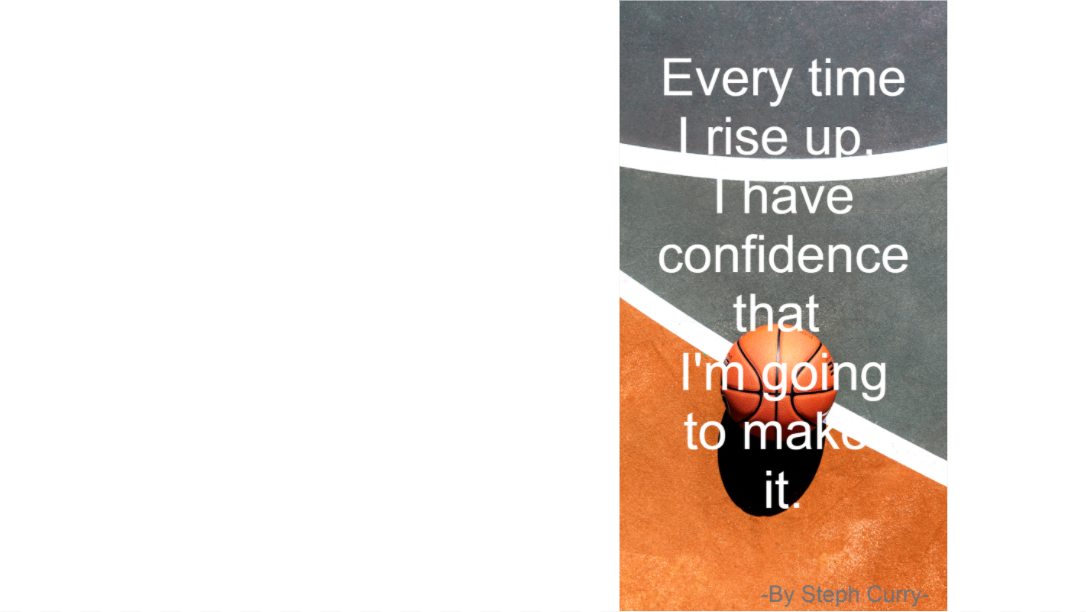 Every time
I rise up,
I have
confidence
that
I'm going
to make
it.
-By Steph Curry-